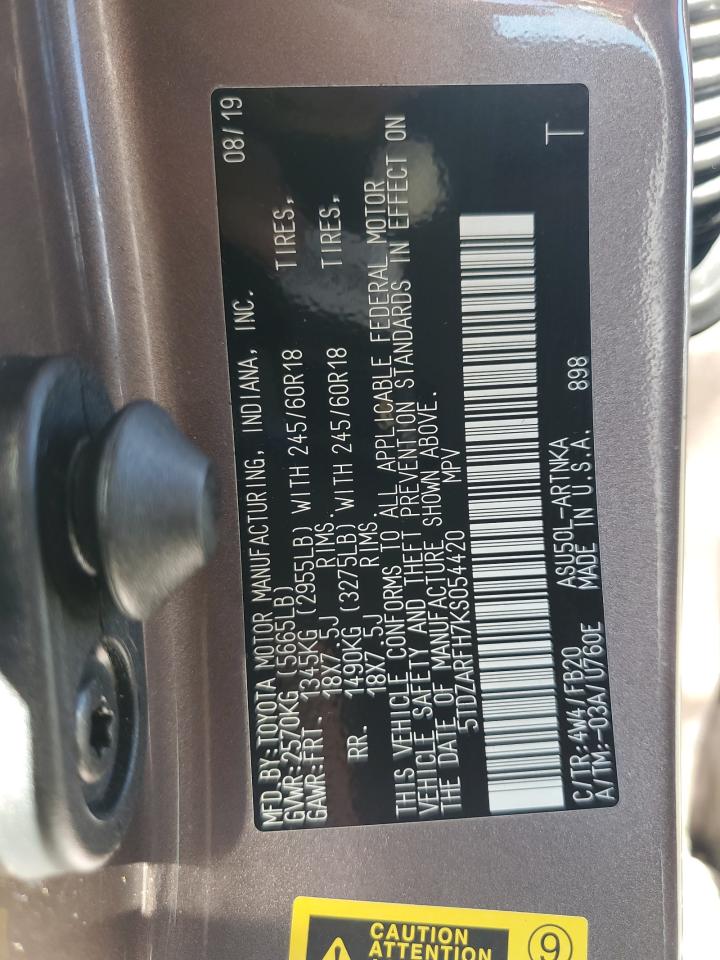 MFD.BY:TOYOTA MOTOR MANUFACTURING, INDIANA, INC. 08/19
GVWR:2570KG (5665LB)
GAWR:FRT. 1345KG (2955LB) WITH 245/60R18 TIRES,
18X7.5J RIMS.
RR. 1490KG (3275LB) WITH 245/60R18 TIRES,
18X7.5J RIMS.
THIS VEHICLE CONFORMS TO ALL APPLICABLE FEDERAL MOTOR
VEHICLE SAFETY AND THEFT PREVENTION STANDARDS IN EFFECT ON
THE DATE OF MANUFACTURE SHOWN ABOVE.
5TDZARFH7KS054420 MPV
C/TR:4W4/FB20 ASU50L-ARTNKA 898 T
A/TM:-03A/U760E MADE IN U.S.A.
CAUTION
ATTENTION
9